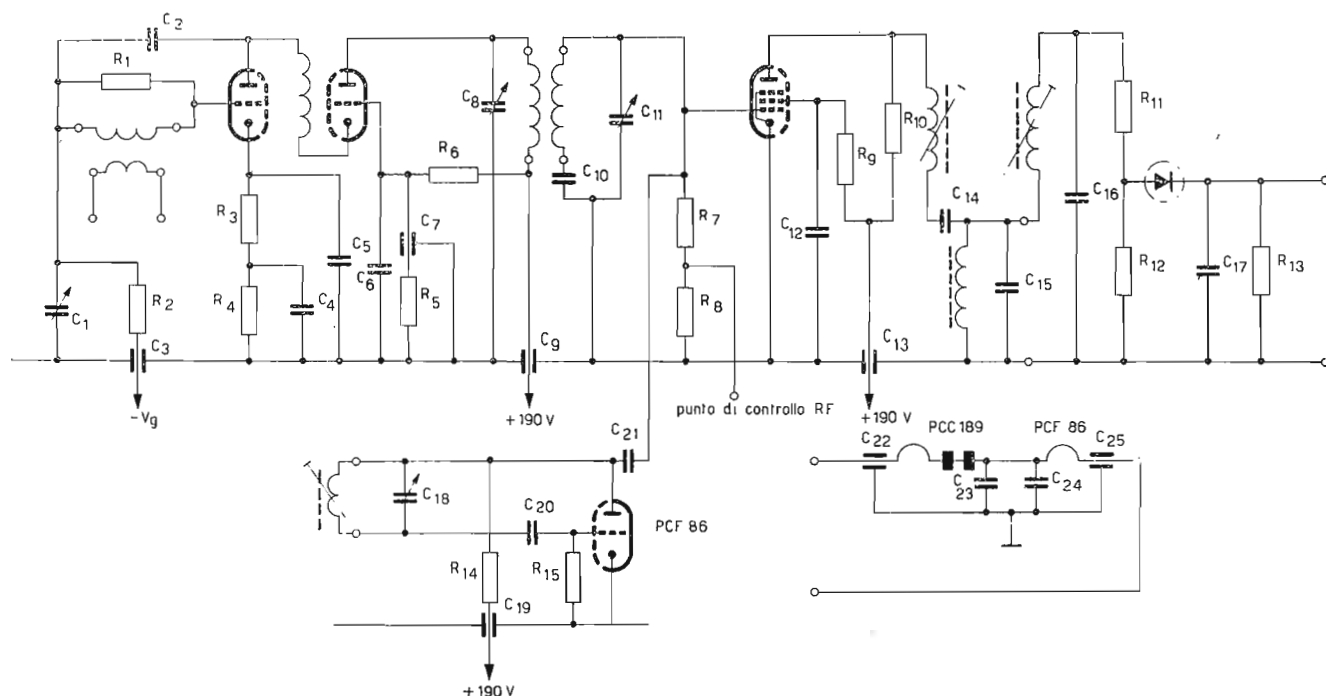 C2
R1
C8
C11
R10
R11
R6
R9
C10
C14
R3
C7
R7
C16
C5
C12
C6
R2
R4
C4
R5
R8
C15
R12
C17
R13
C1
C3
C9
C13
- Vg
+190 V
punto di controllo RF
+190 V
C21
PCC 189
PCF 86
C22
C25
C18
C20
PCF 86
C23
C24
R14
R15
C19
+190 V